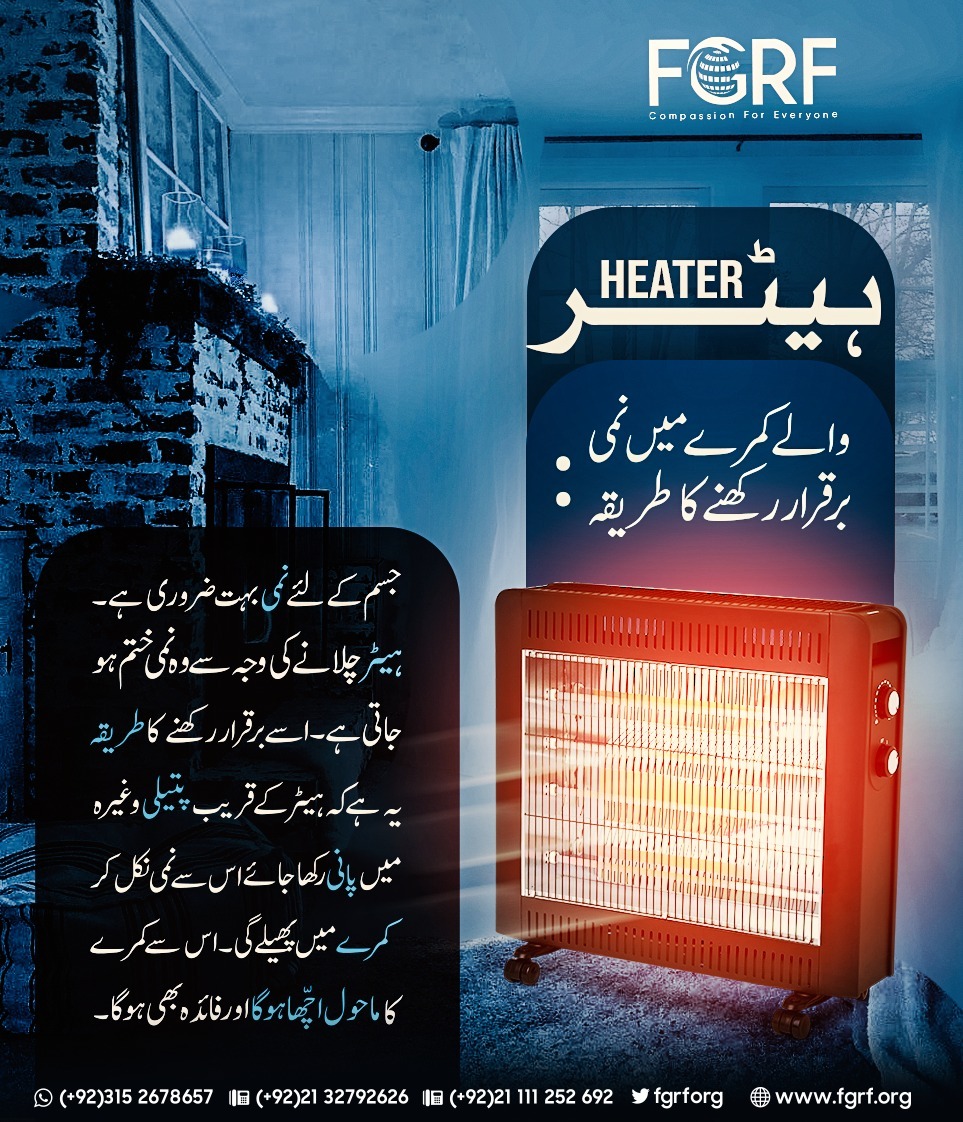 FGRF
Compassion For Everyone
ہیٹر
HEATER
والے کمرے میں نمی
برقرار رکھنے کا طریقہ:
جسم کے لئے نمی بہت ضروری ہے۔
ہیٹر چلانے کی وجہ سے وہ نمی ختم ہو
جاتی ہے۔ اسے برقرار رکھنے کا طریقہ
یہ ہے کہ ہیٹر کے قریب پتیلی وغیرہ
میں پانی رکھا جائے اس سے نمی نکل کر
کمرے میں پھیلے گی۔ اس سے کمرے
کا ماحول اچّھا ہوگا اور فائدہ بھی ہوگا۔
(+92)315 2678657 (+92)21 32792626 (+92)21 111 252 692 fgrforg www.fgrf.org